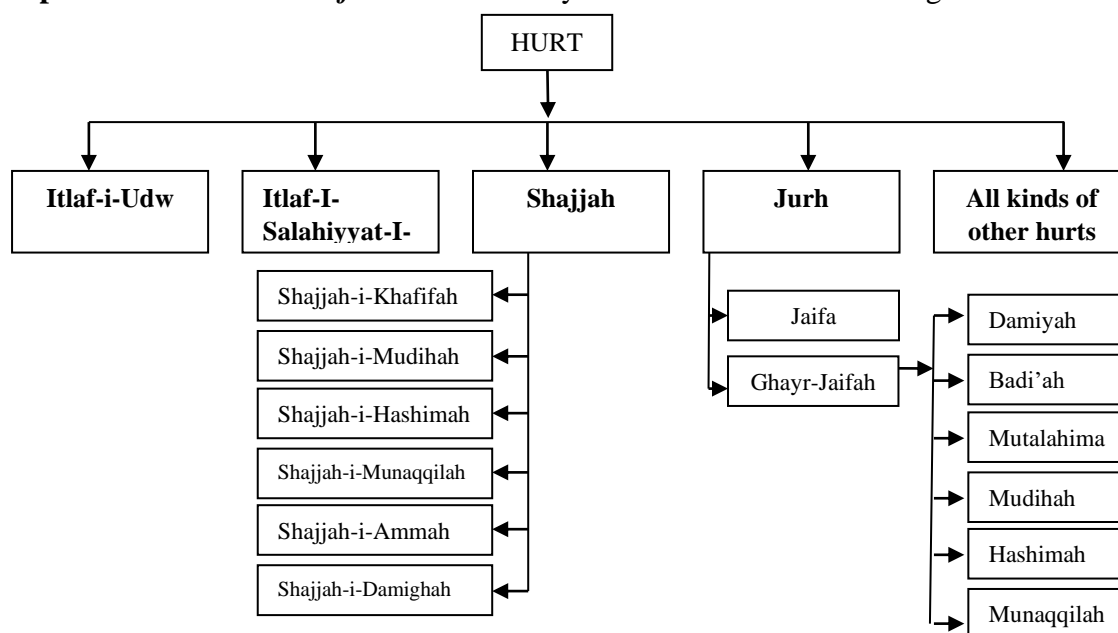 HURT
Itlaf-i-Udw
Itlaf-I-
Salahiyyat-I-
Shajjah
Jurh
All kinds of
other hurts
Shajjah-i-Khafifah
Shajjah-i-Mudihah
Shajjah-i-Hashimah
Shajjah-i-Munaqqilah
Shajjah-i-Ammah
Shajjah-i-Damighah
Jaifa
Ghayr-Jaifah
Damiyah
Badi’ah
Mutalahima
Mudihah
Hashimah
Munaqqilah